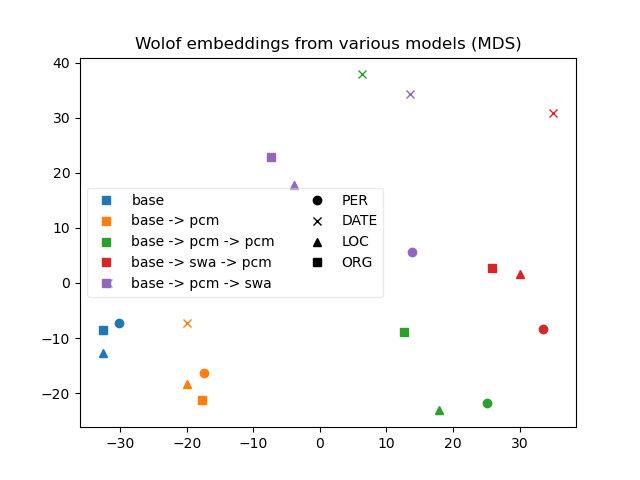 Wolof embeddings from various models (MDS)
40
30
20
10
0
−10
−20
base
base -> pcm
base -> pcm -> pcm
base -> swa -> pcm
base -> pcm -> swa
PER
DATE
LOC
ORG
−30 −20 −10 0 10 20 30